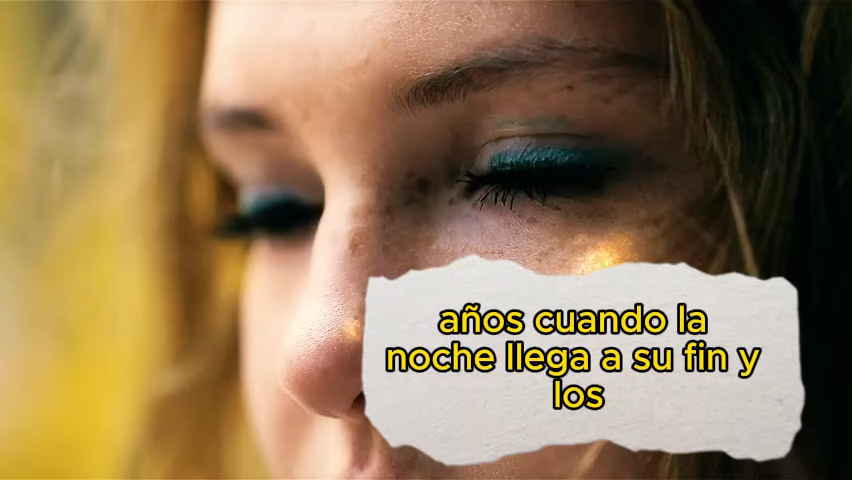 años cuando la
noche llega a su fin y
los